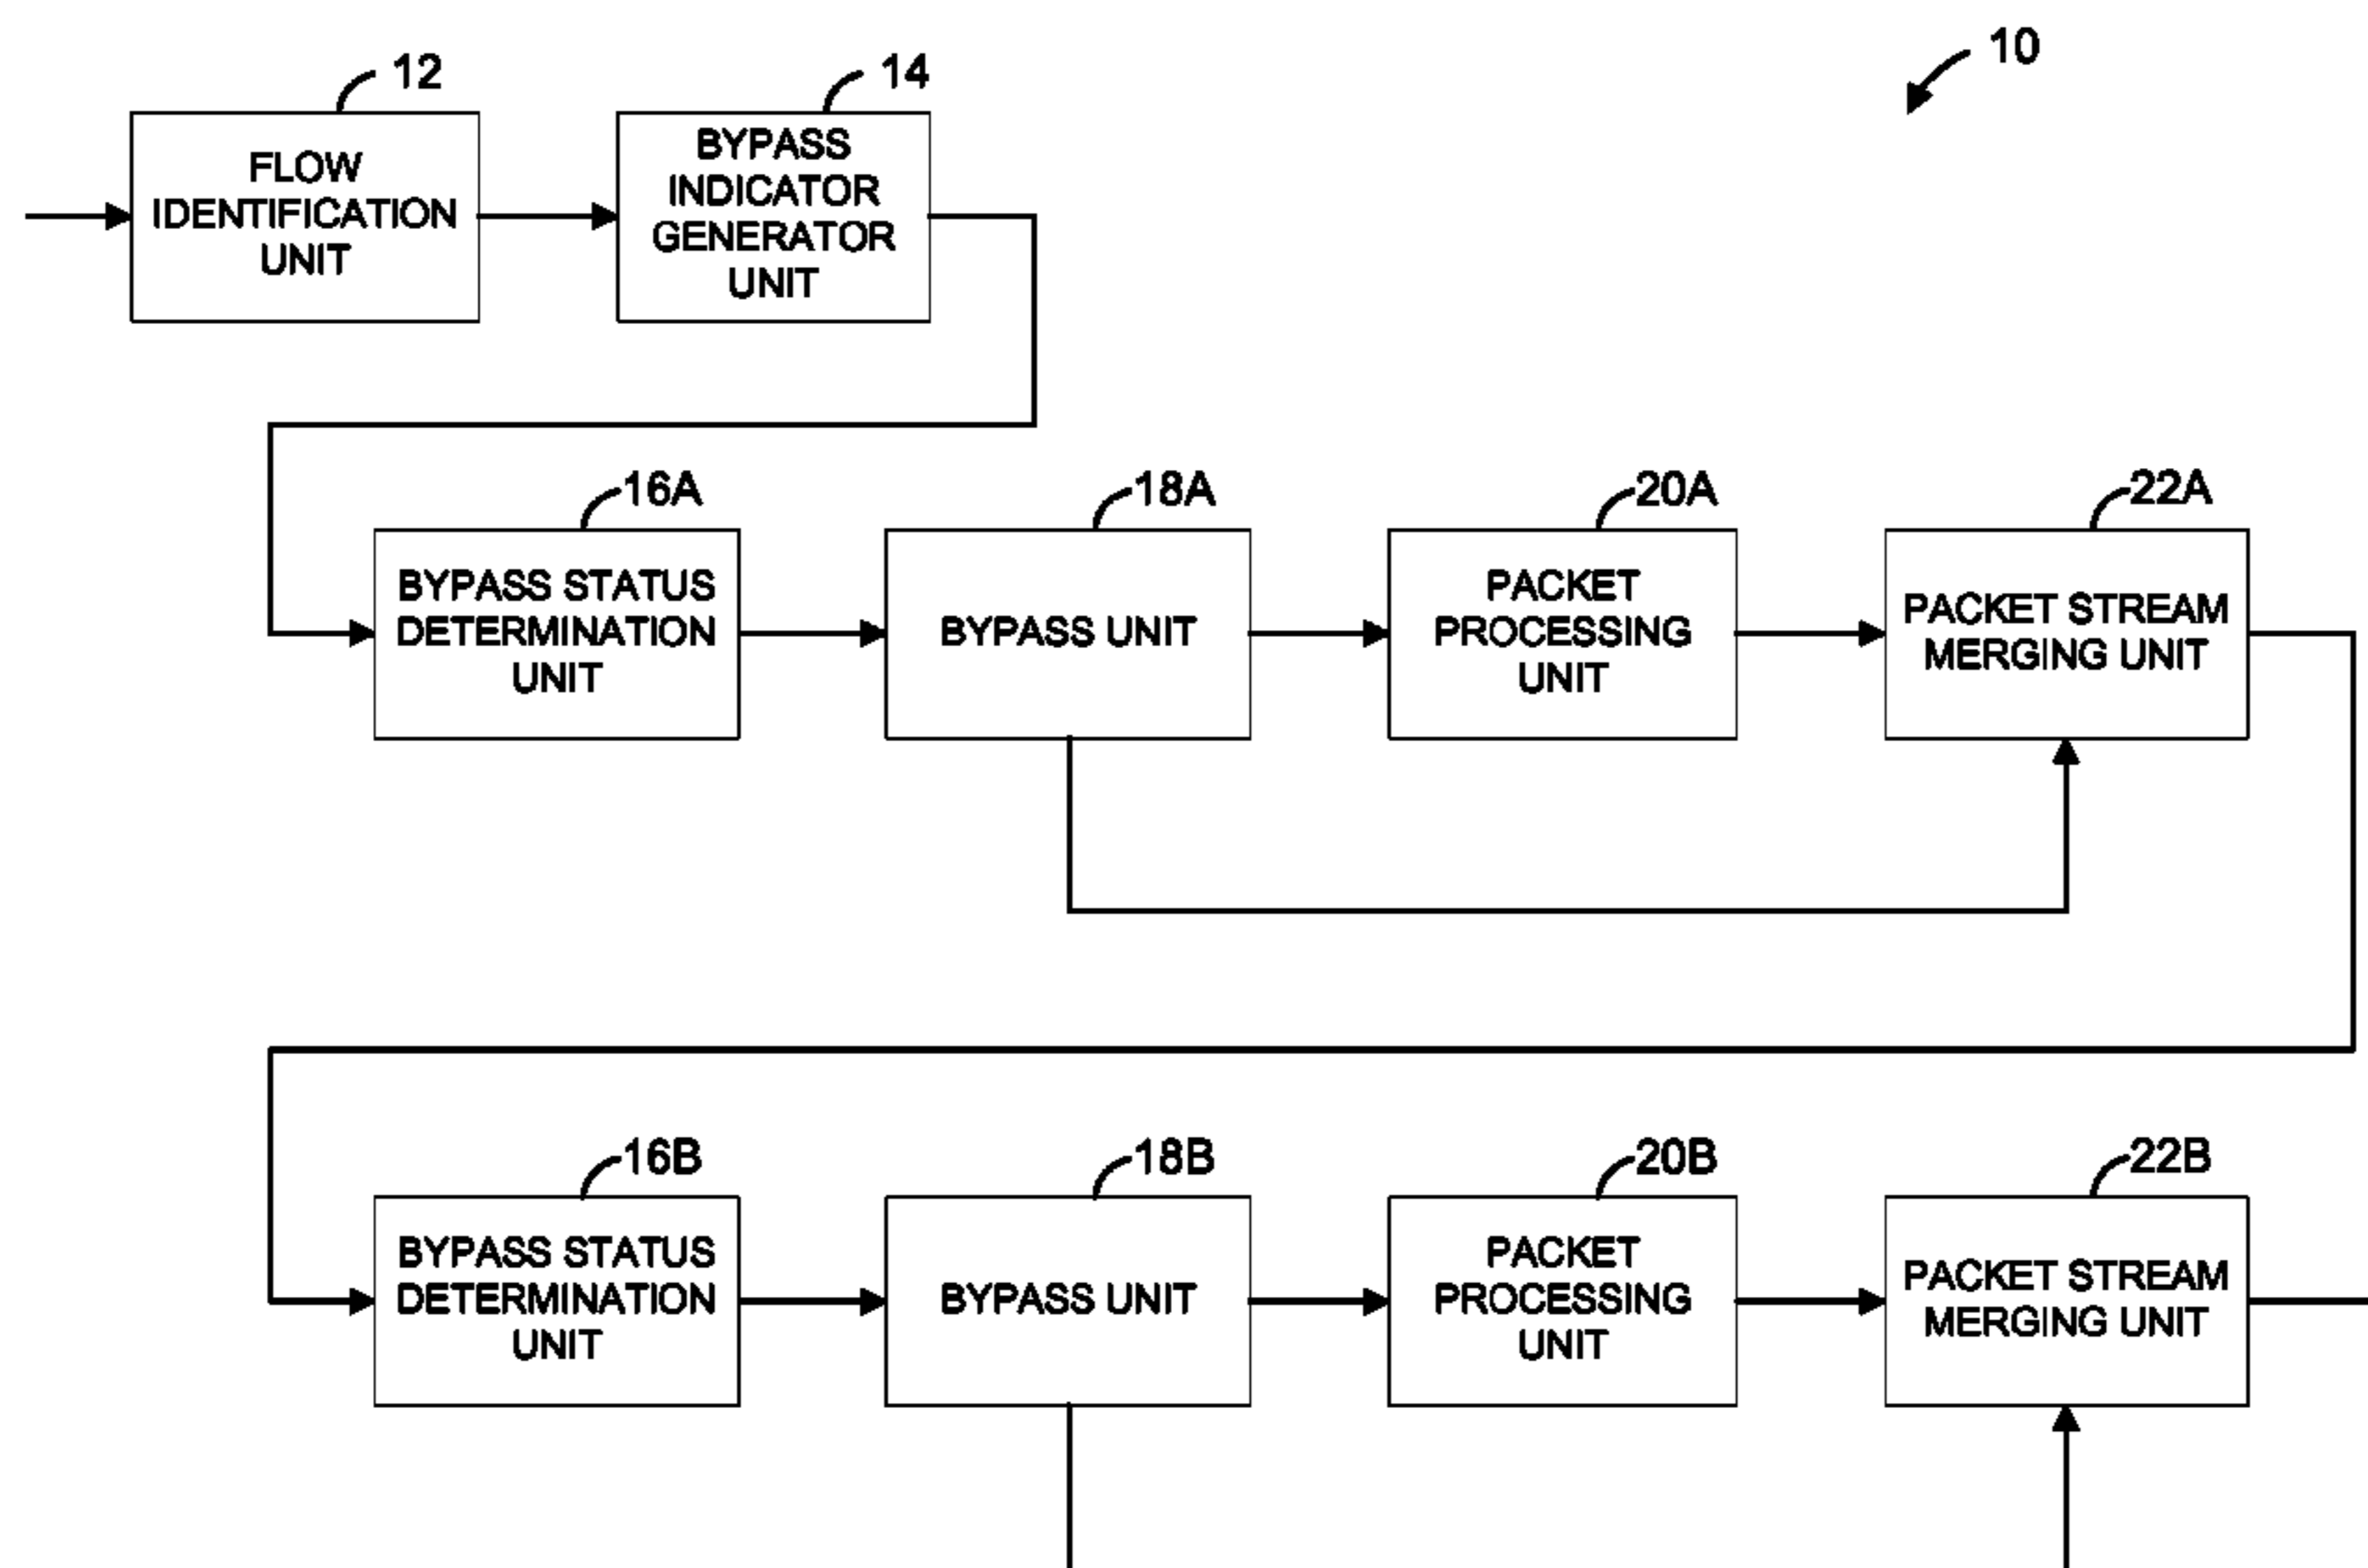 10
12
14
FLOW
IDENTIFICATION
UNIT
BYPASS
INDICATOR
GENERATOR
UNIT
16A
18A
20A
22A
BYPASS STATUS
DETERMINATION
UNIT
BYPASS UNIT
PACKET
PROCESSING
UNIT
PACKET STREAM
MERGING UNIT
16B
18B
20B
22B
BYPASS STATUS
DETERMINATION
UNIT
BYPASS UNIT
PACKET
PROCESSING
UNIT
PACKET STREAM
MERGING UNIT